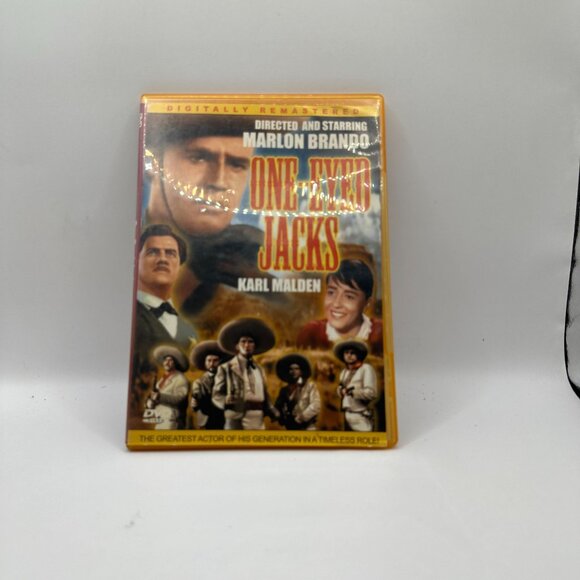 DIGITALLY REMASTERED
DIRECTED AND STARRING
MARLON BRANDO
ONE-EYED
JACKS
KARL MALDEN
THE GREATEST ACTOR OF HIS GENERATION IN A TIMELESS ROLE!